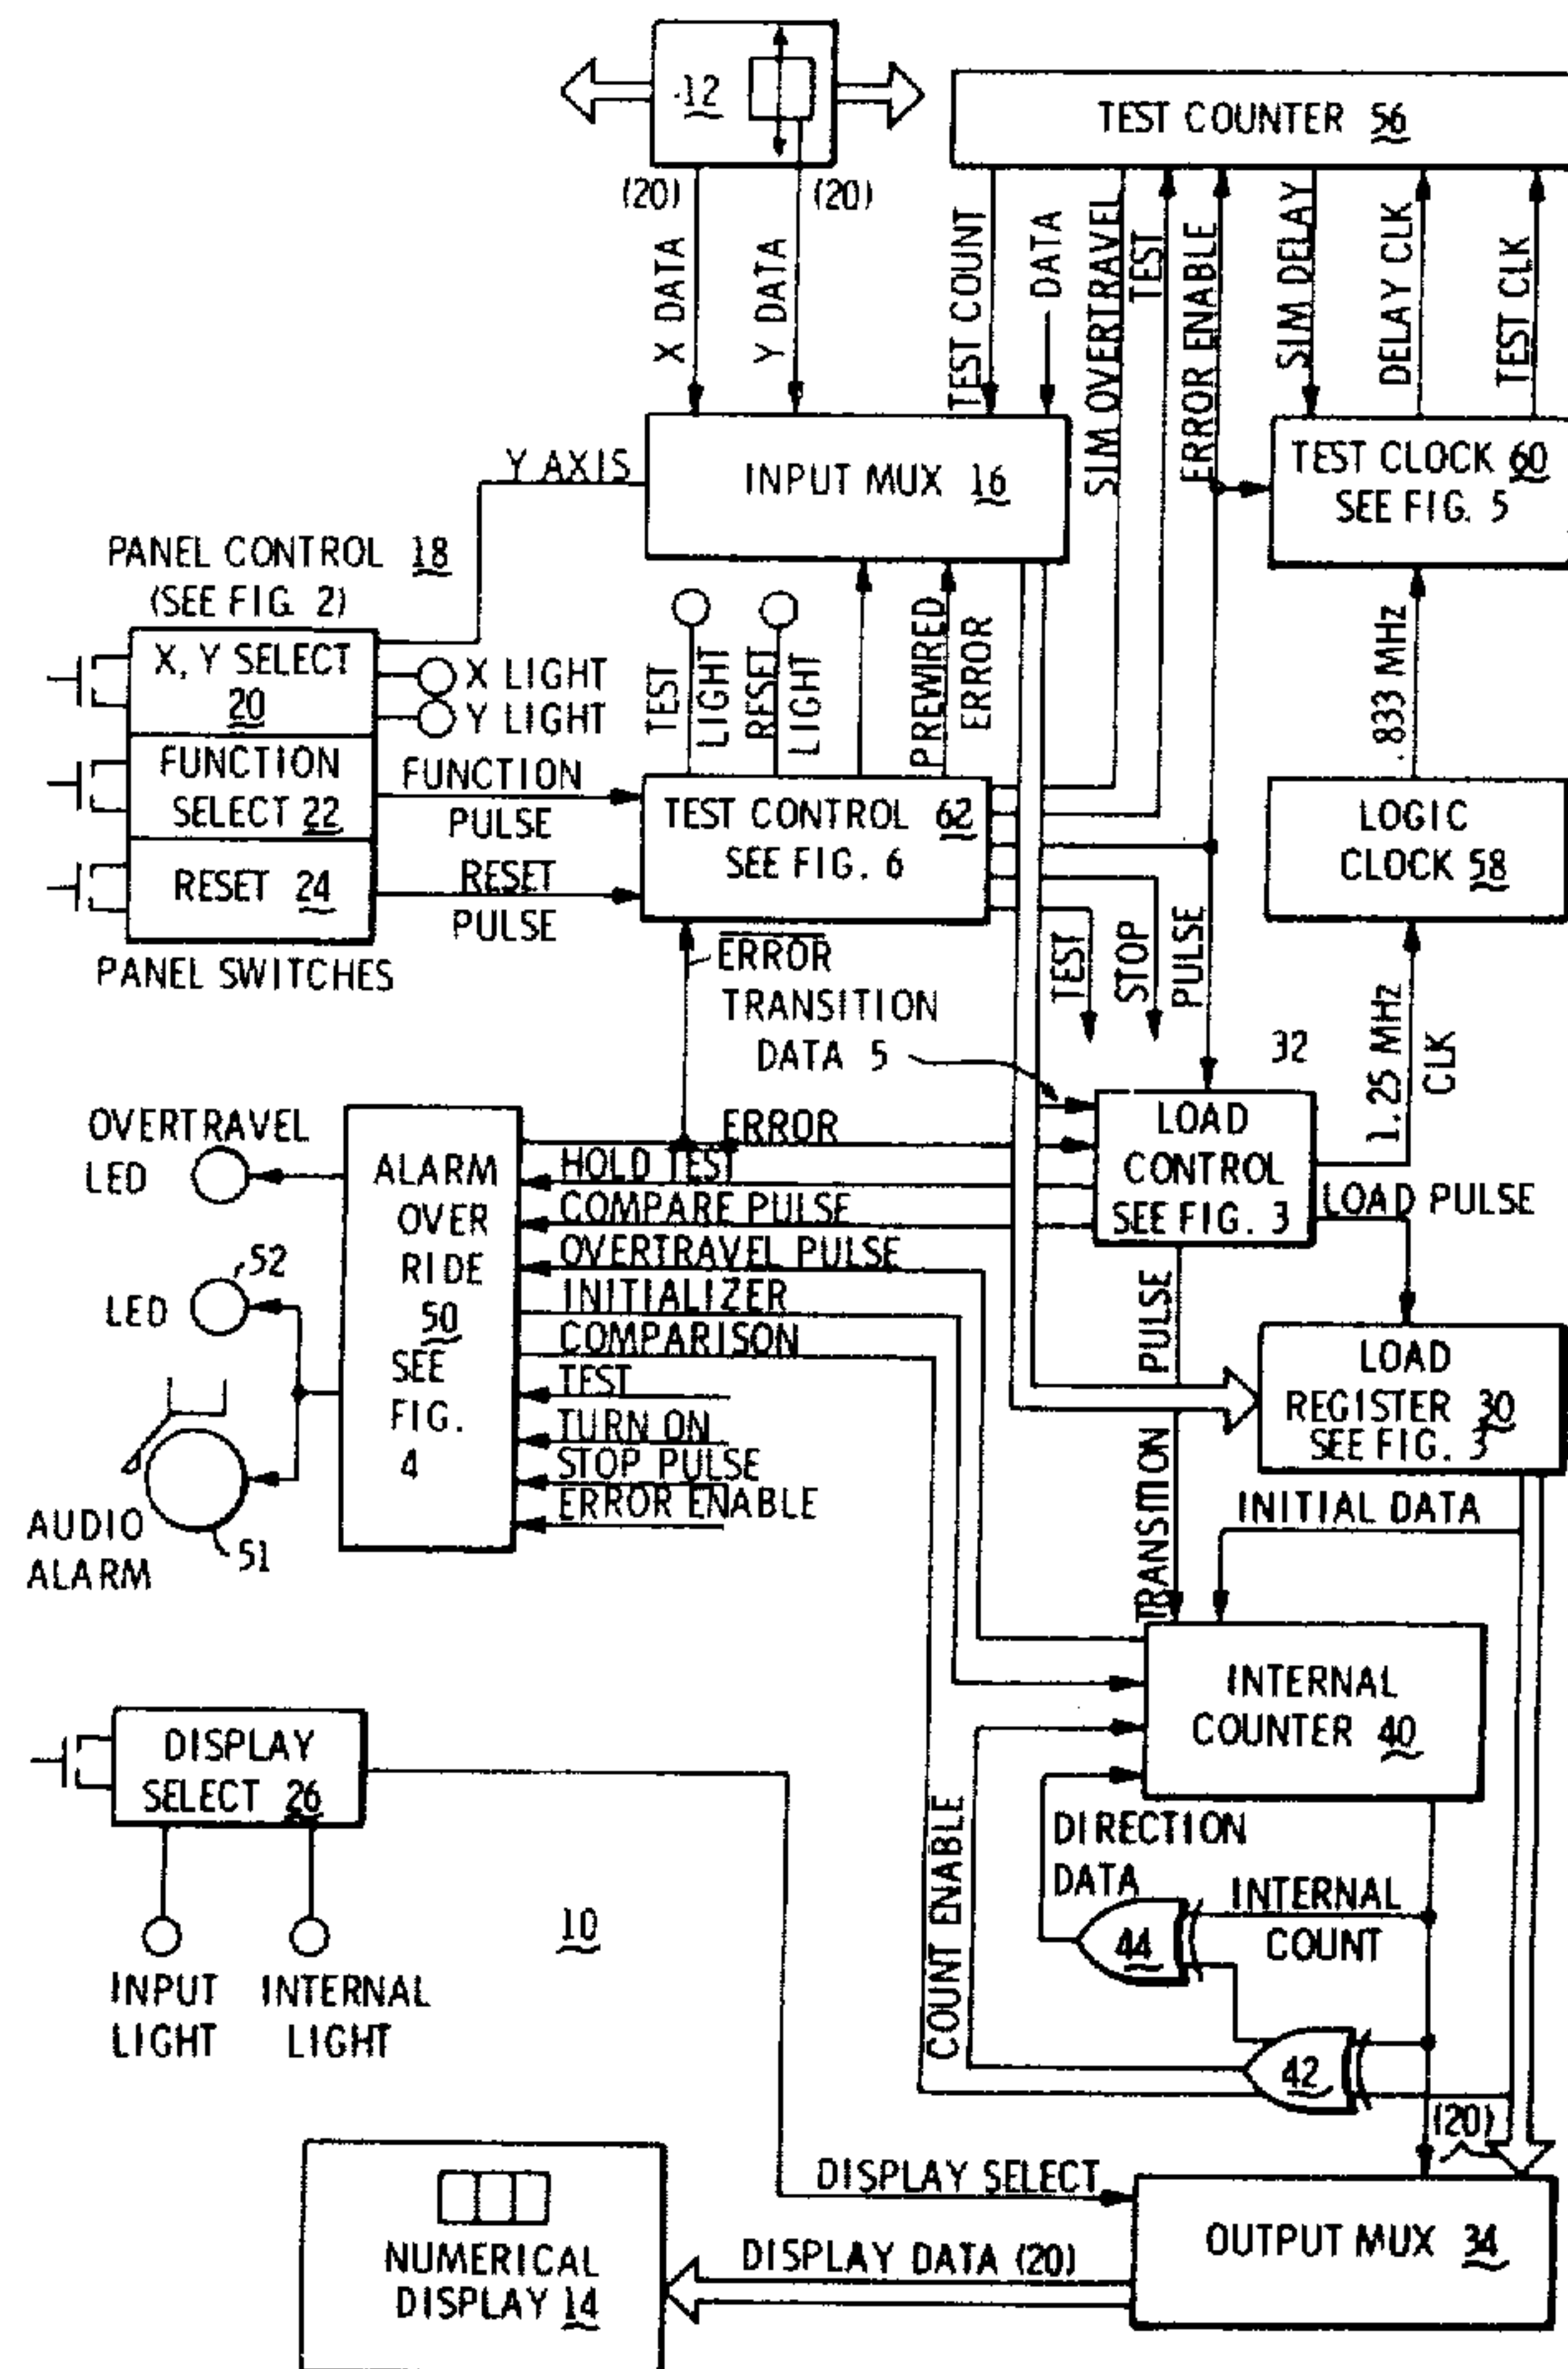 12
TEST COUNTER 56
(20)
(20)
X DATA
Y DATA
TEST COUNT
DATA
SIM OVERTRAVEL
TEST
ERROR ENABLE
SIM DELAY
DELAY CLK
TEST CLK
Y AXIS
INPUT MUX 16
TEST CLOCK 60
SEE FIG. 5
PANEL CONTROL 18
(SEE FIG. 2)
X, Y SELECT
20
X LIGHT
Y LIGHT
TEST
LIGHT
RESET
LIGHT
PREWIRED
ERROR
.833 MHz
FUNCTION
SELECT 22
FUNCTION
PULSE
TEST CONTROL 62
SEE FIG. 6
LOGIC
CLOCK 58
RESET 24
RESET
PULSE
PANEL SWITCHES
ERROR
TRANSITION
DATA 5
TEST
STOP
PULSE
32
1.25 MHz
CLK
OVERTRAVEL
LED
ALARM
OVER
RIDE
50
SEE
FIG.
4
ERROR
HOLD TEST
COMPARE PULSE
OVERTRAVEL PULSE
INITIALIZER
COMPARISON
TEST
TURN ON
STOP PULSE
ERROR ENABLE
LOAD
CONTROL
SEE FIG. 3
LOAD PULSE
52
LED
AUDIO
ALARM
51
PULSE
TRANSITION
LOAD
REGISTER 30
SEE FIG. 3
INITIAL DATA
INTERNAL
COUNTER 40
DISPLAY
SELECT 26
INPUT
LIGHT
INTERNAL
LIGHT
10
COUNT ENABLE
DIRECTION
DATA
44
INTERNAL
COUNT
42
(20)
DISPLAY SELECT
OUTPUT MUX 34
NUMERICAL
DISPLAY 14
DISPLAY DATA (20)